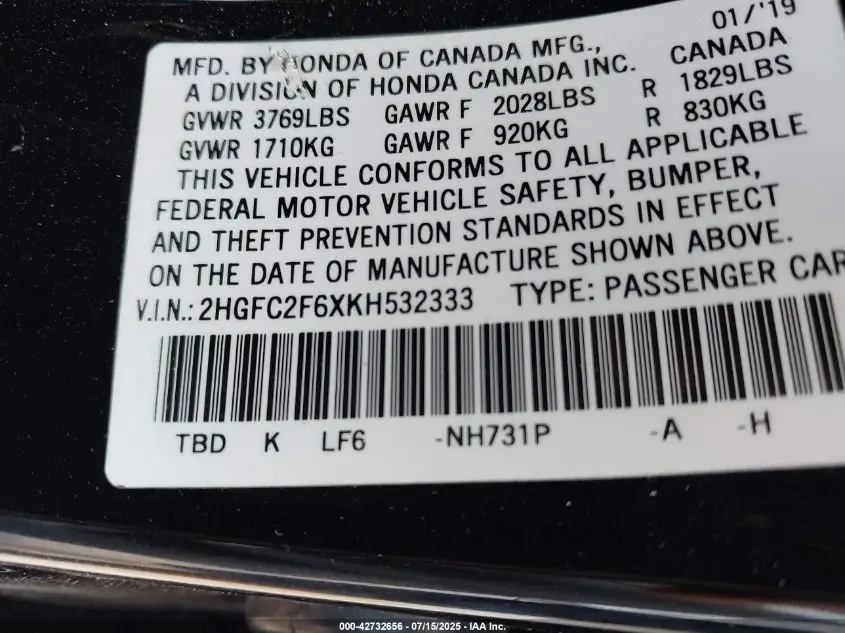 01/'19
MFD. BY HONDA OF CANADA MFG., CANADA
A DIVISION OF HONDA CANADA INC.
GVWR 3769LBS GAWR F 2028LBS R 1829LBS
GVWR 1710KG GAWR F 920KG R 830KG
THIS VEHICLE CONFORMS TO ALL APPLICABLE
FEDERAL MOTOR VEHICLE SAFETY, BUMPER,
AND THEFT PREVENTION STANDARDS IN EFFECT
ON THE DATE OF MANUFACTURE SHOWN ABOVE.
V.I.N.: 2HGFC2F6XKH532333 TYPE: PASSENGER CAR
TBD K LF6 -NH731P -A -H
000-42732656 - 07/15/2025 - IAA Inc.